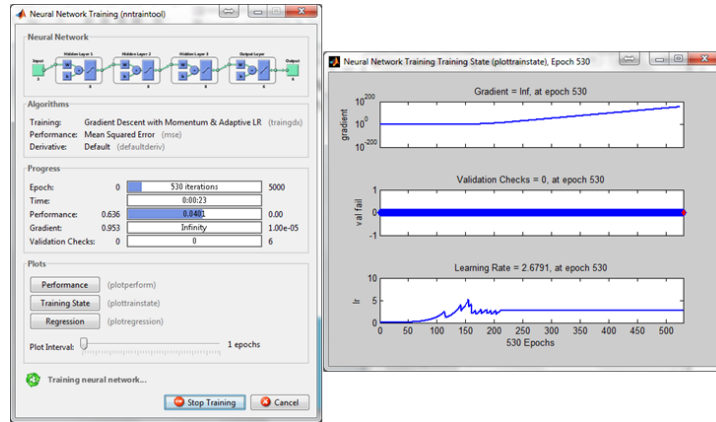 Neural Network Training (nntraintool)
Neural Network
Hidden Layer 1
Hidden Layer 2
Hidden Layer 3
Output Layer
Input
Output
Algorithms
Training: Gradient Descent with Momentum & Adaptive LR (traingdx)
Performance: Mean Squared Error (mse)
Derivative: Default (defaultderiv)
Progress
Epoch: 0 530 iterations 5000
Time: 0:00:23
Performance: 0.636 0.0401 0.00
Gradient: 0.953 Infinity 1.00e-05
Validation Checks: 0 0 6
Plots
Performance (plotperform)
Training State (plottrainstate)
Regression (plotregression)
Plot Interval: 1 epochs
Training neural network...
Stop Training Cancel
Neural Network Training Training State (plottrainstate), Epoch 530
Gradient = Inf, at epoch 530
10^200
gradient
10^0
10^-200
Validation Checks = 0, at epoch 530
1
val fail
0
-1
Learning Rate = 2.6791, at epoch 530
10
lr
5
0
0 50 100 150 200 250 300 350 400 450 500
530 Epochs